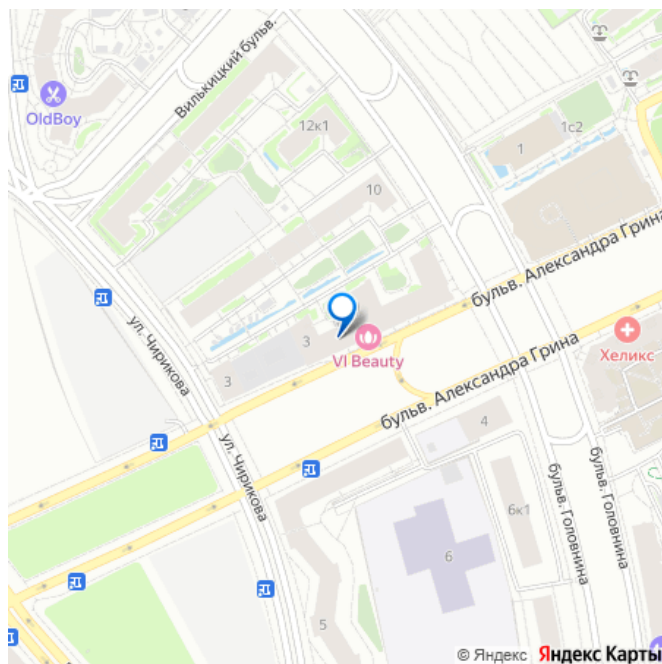 Вилькицкий бульв.
OldBoy
12к1
1с2
1
10
бульв. Александра Грина
ул. Чирикова
3
VI Beauty
3
Хеликс
бульв. Александра Грина
4
ул. Чирикова
бульв. Головнина
бульв. Головнина
6к1
6
5
© Яндекс Яндекс Карты